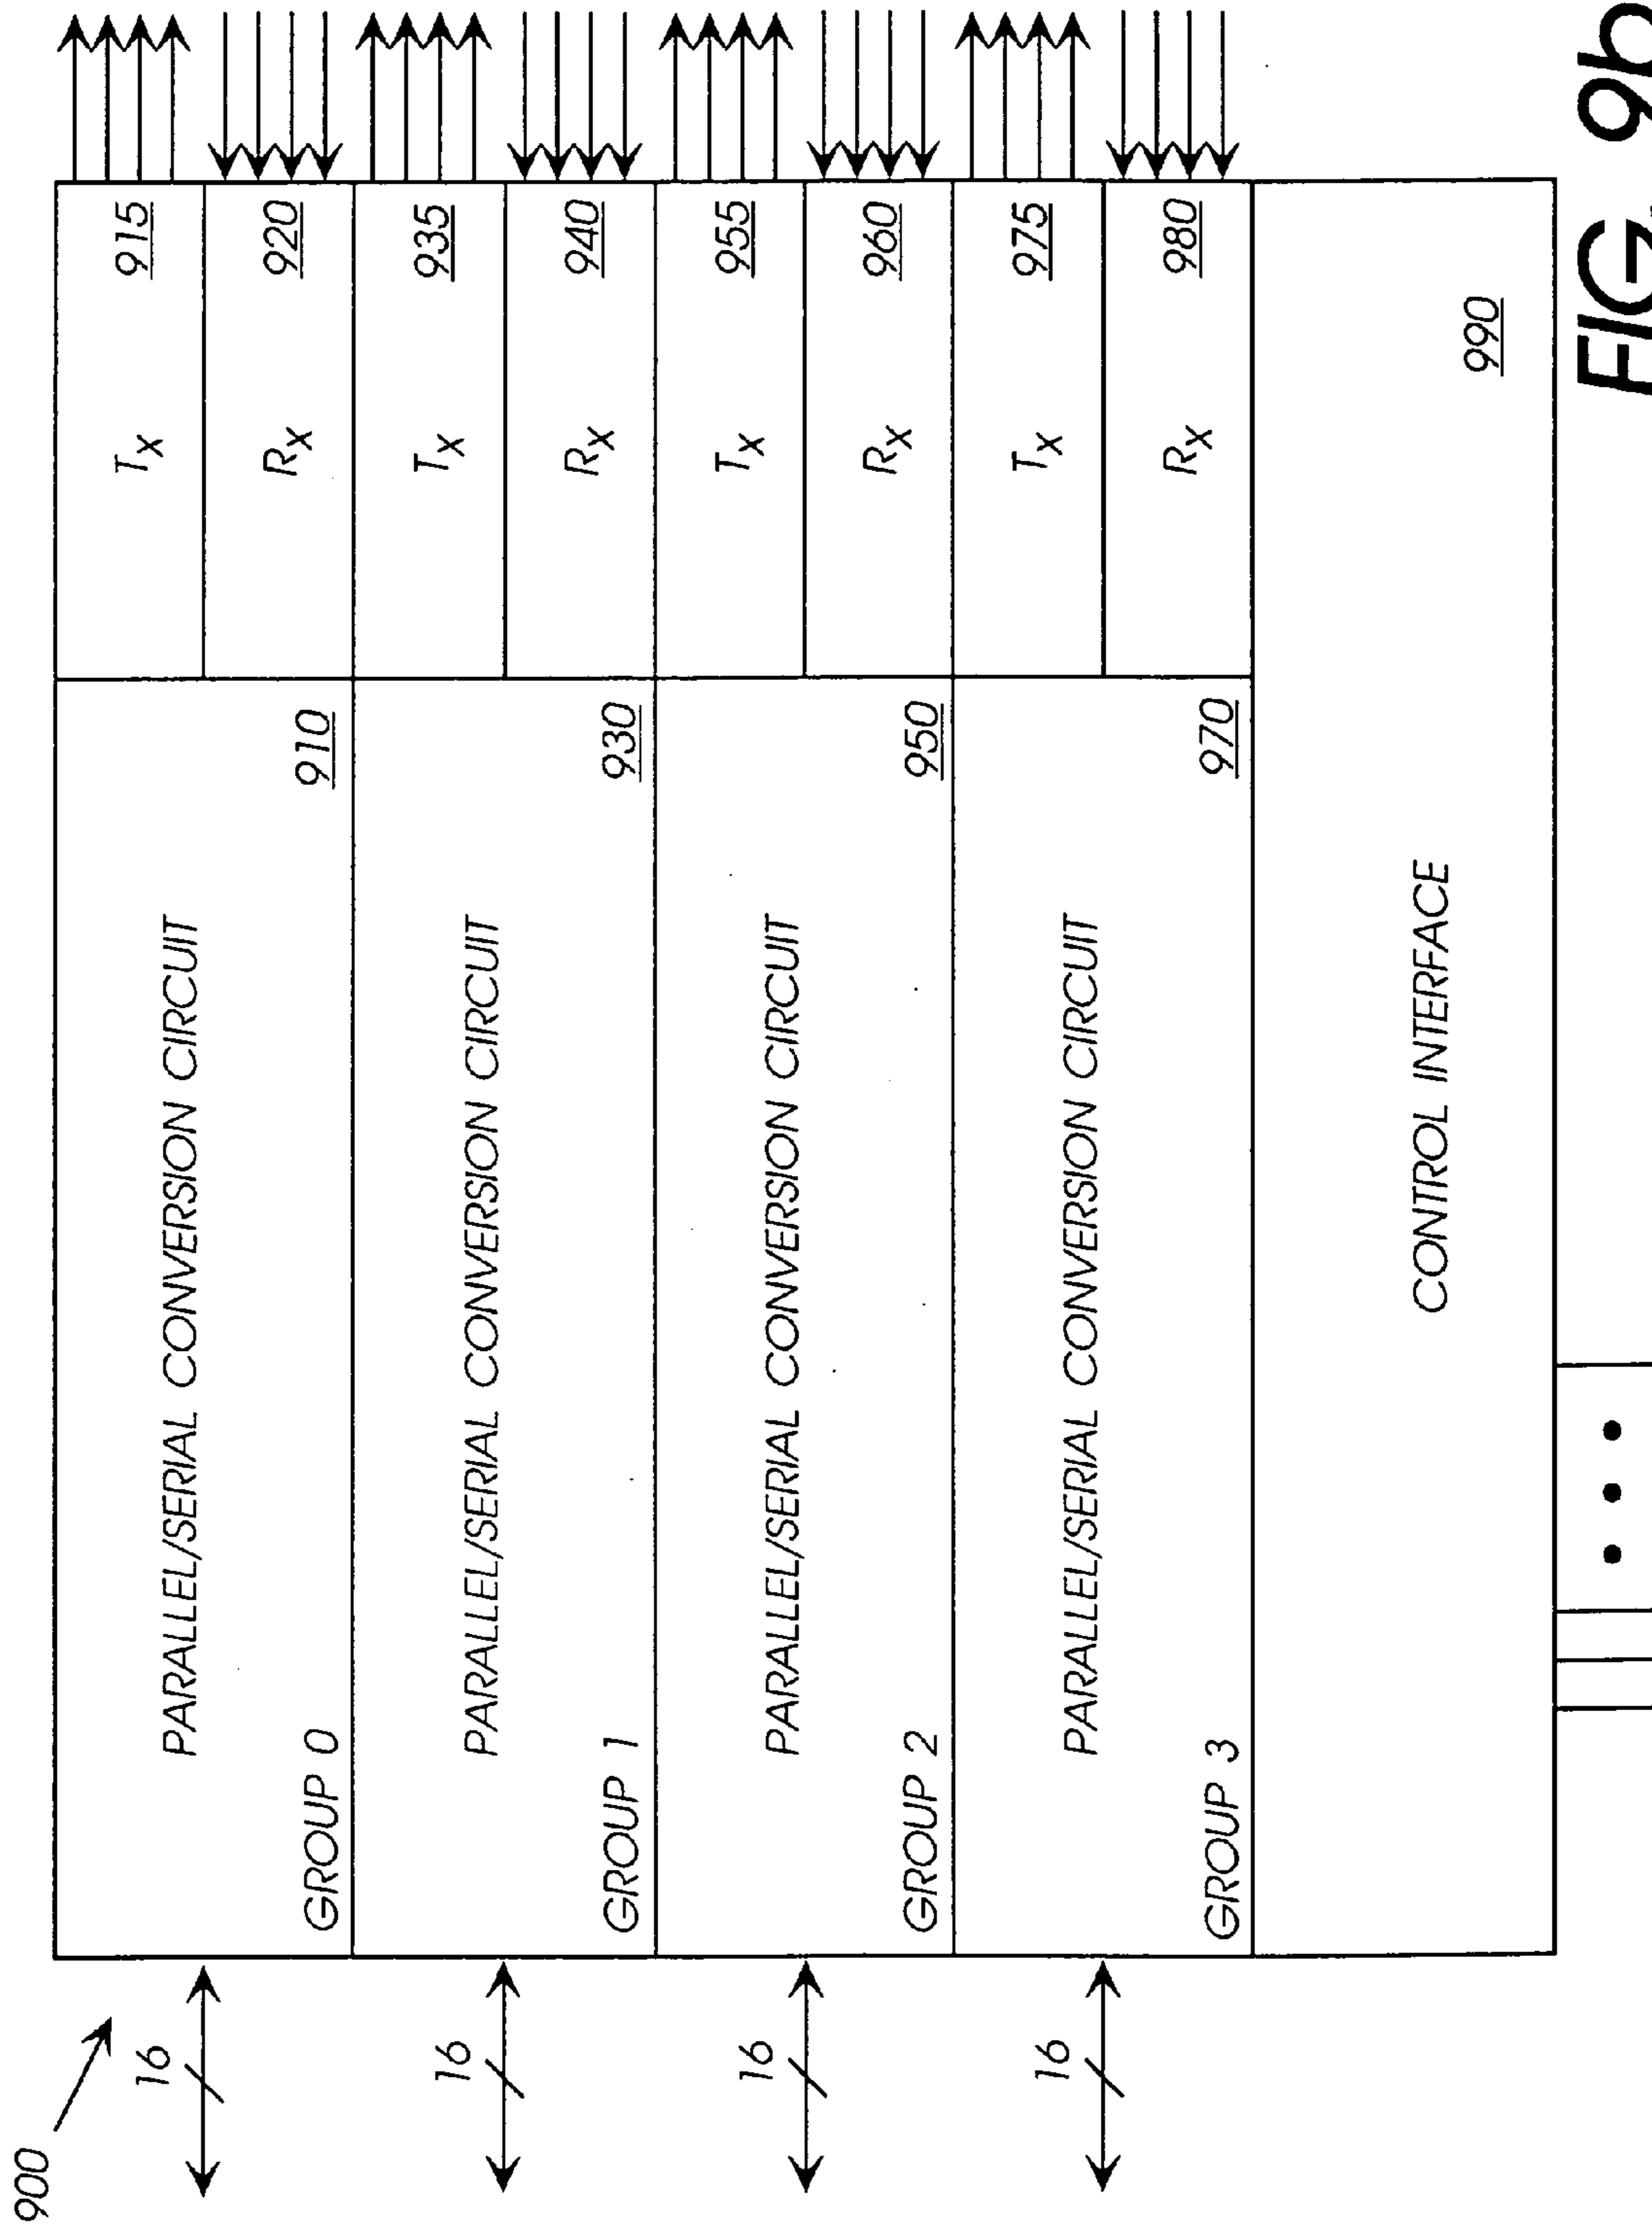 900
16
PARALLEL/SERIAL CONVERSION CIRCUIT
GROUP 0
910
Tx
915
Rx
920
16
PARALLEL/SERIAL CONVERSION CIRCUIT
GROUP 1
930
Tx
935
Rx
940
16
PARALLEL/SERIAL CONVERSION CIRCUIT
GROUP 2
950
Tx
955
Rx
960
16
PARALLEL/SERIAL CONVERSION CIRCUIT
GROUP 3
970
Tx
975
Rx
980
CONTROL INTERFACE
990
FIG. 9b